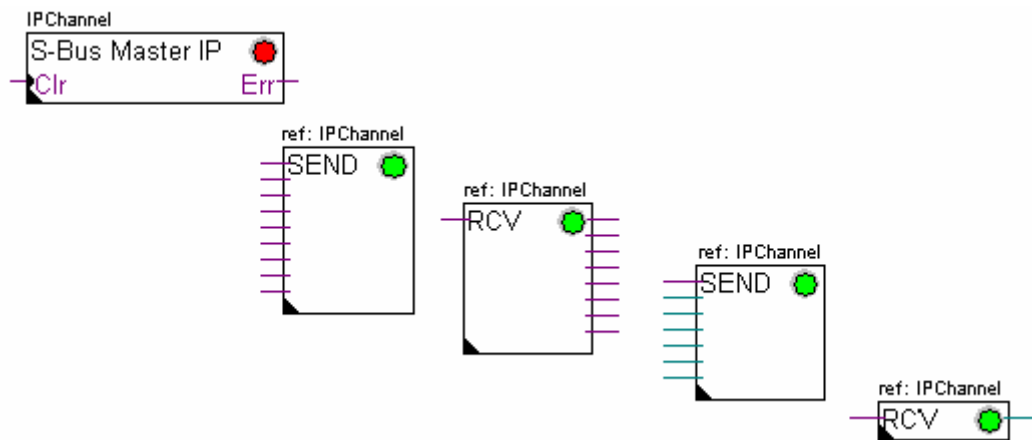 IPChannel
S-Bus Master IP
Clr Err
ref: IPChannel
SEND
ref: IPChannel
RCV
ref: IPChannel
SEND
ref: IPChannel
RCV